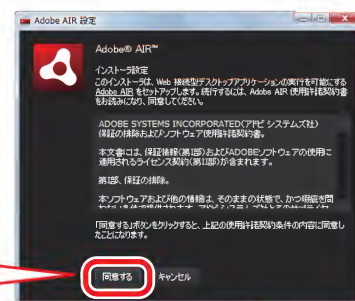 Adobe AIR 設定
Adobe® AIR™
インストーラ設定
このインストーラは、Web 接続型デスクトップアプリケーションの実行を可能にする
Adobe AIR をセットアップします。続行するには、Adobe AIR 使用許諾契約書
をお読みになり、同意してください。
ADOBE SYSTEMS INCORPORATED(アドビ システムズ社)
保証の排除およびソフトウェア使用許諾契約書。
本文書には、保証情報(第I部)およびADOBEソフトウェアの使用に
適用されるライセンス契約(第II部)が含まれます。
第I部、保証の排除。
本ソフトウェアおよび他の情報は、そのままの状態で、かつ瑕疵を問
「同意する」ボタンをクリックすると、上記の使用許諾契約条件の内容に同意し
たことになります。
同意する
キャンセル